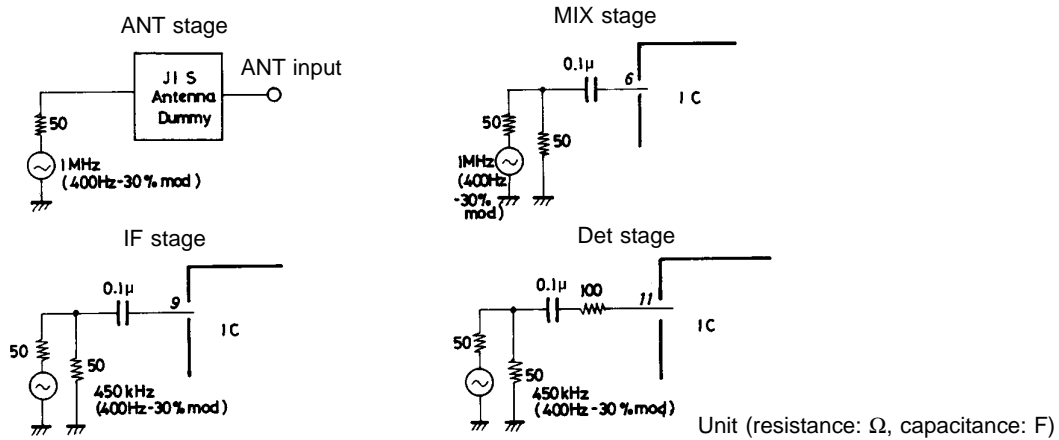 ANT stage
JIS
Antenna
Dummy
ANT input
50
1MHz
(400Hz-30% mod)
MIX stage
0.1μ
6
IC
50
50
1MHz
(400Hz
-30%
mod)
IF stage
0.1μ
9
IC
50
50
450kHz
(400Hz-30% mod)
Det stage
0.1μ
100
11
IC
50
50
450kHz
(400Hz-30% mod)
Unit (resistance: Ω, capacitance: F)